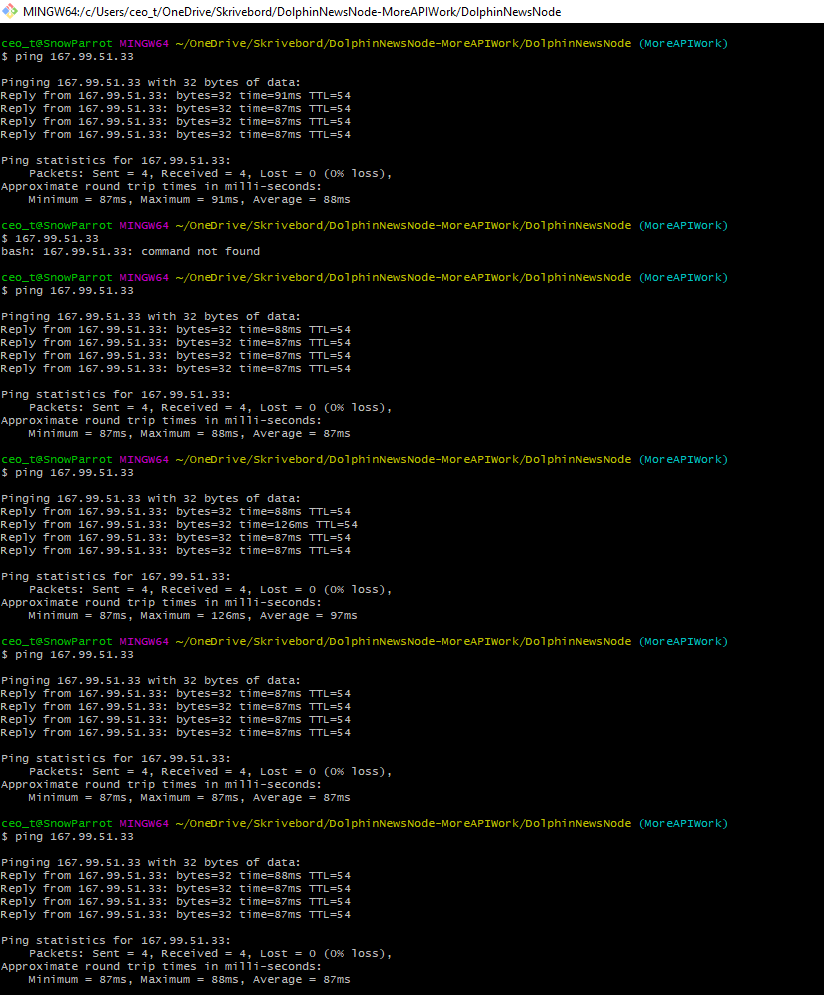 MINGW64:/c/Users/ceo_t/OneDrive/Skrivebord/DolphinNewsNode-MoreAPIWork/DolphinNewsNode
ceo_t@SnowParrot MINGW64 ~/OneDrive/Skrivebord/DolphinNewsNode-MoreAPIWork/DolphinNewsNode (MoreAPIWork)
$ ping 167.99.51.33
Pinging 167.99.51.33 with 32 bytes of data:
Reply from 167.99.51.33: bytes=32 time=91ms TTL=54
Reply from 167.99.51.33: bytes=32 time=87ms TTL=54
Reply from 167.99.51.33: bytes=32 time=87ms TTL=54
Reply from 167.99.51.33: bytes=32 time=87ms TTL=54
Ping statistics for 167.99.51.33:
    Packets: Sent = 4, Received = 4, Lost = 0 (0% loss),
Approximate round trip times in milli-seconds:
    Minimum = 87ms, Maximum = 91ms, Average = 88ms
ceo_t@SnowParrot MINGW64 ~/OneDrive/Skrivebord/DolphinNewsNode-MoreAPIWork/DolphinNewsNode (MoreAPIWork)
$ 167.99.51.33
bash: 167.99.51.33: command not found
ceo_t@SnowParrot MINGW64 ~/OneDrive/Skrivebord/DolphinNewsNode-MoreAPIWork/DolphinNewsNode (MoreAPIWork)
$ ping 167.99.51.33
Pinging 167.99.51.33 with 32 bytes of data:
Reply from 167.99.51.33: bytes=32 time=88ms TTL=54
Reply from 167.99.51.33: bytes=32 time=87ms TTL=54
Reply from 167.99.51.33: bytes=32 time=87ms TTL=54
Reply from 167.99.51.33: bytes=32 time=87ms TTL=54
Ping statistics for 167.99.51.33:
    Packets: Sent = 4, Received = 4, Lost = 0 (0% loss),
Approximate round trip times in milli-seconds:
    Minimum = 87ms, Maximum = 88ms, Average = 87ms
ceo_t@SnowParrot MINGW64 ~/OneDrive/Skrivebord/DolphinNewsNode-MoreAPIWork/DolphinNewsNode (MoreAPIWork)
$ ping 167.99.51.33
Pinging 167.99.51.33 with 32 bytes of data:
Reply from 167.99.51.33: bytes=32 time=88ms TTL=54
Reply from 167.99.51.33: bytes=32 time=126ms TTL=54
Reply from 167.99.51.33: bytes=32 time=87ms TTL=54
Reply from 167.99.51.33: bytes=32 time=87ms TTL=54
Ping statistics for 167.99.51.33:
    Packets: Sent = 4, Received = 4, Lost = 0 (0% loss),
Approximate round trip times in milli-seconds:
    Minimum = 87ms, Maximum = 126ms, Average = 97ms
ceo_t@SnowParrot MINGW64 ~/OneDrive/Skrivebord/DolphinNewsNode-MoreAPIWork/DolphinNewsNode (MoreAPIWork)
$ ping 167.99.51.33
Pinging 167.99.51.33 with 32 bytes of data:
Reply from 167.99.51.33: bytes=32 time=87ms TTL=54
Reply from 167.99.51.33: bytes=32 time=87ms TTL=54
Reply from 167.99.51.33: bytes=32 time=87ms TTL=54
Reply from 167.99.51.33: bytes=32 time=87ms TTL=54
Ping statistics for 167.99.51.33:
    Packets: Sent = 4, Received = 4, Lost = 0 (0% loss),
Approximate round trip times in milli-seconds:
    Minimum = 87ms, Maximum = 87ms, Average = 87ms
ceo_t@SnowParrot MINGW64 ~/OneDrive/Skrivebord/DolphinNewsNode-MoreAPIWork/DolphinNewsNode (MoreAPIWork)
$ ping 167.99.51.33
Pinging 167.99.51.33 with 32 bytes of data:
Reply from 167.99.51.33: bytes=32 time=88ms TTL=54
Reply from 167.99.51.33: bytes=32 time=87ms TTL=54
Reply from 167.99.51.33: bytes=32 time=87ms TTL=54
Reply from 167.99.51.33: bytes=32 time=87ms TTL=54
Ping statistics for 167.99.51.33:
    Packets: Sent = 4, Received = 4, Lost = 0 (0% loss),
Approximate round trip times in milli-seconds:
    Minimum = 87ms, Maximum = 88ms, Average = 87ms